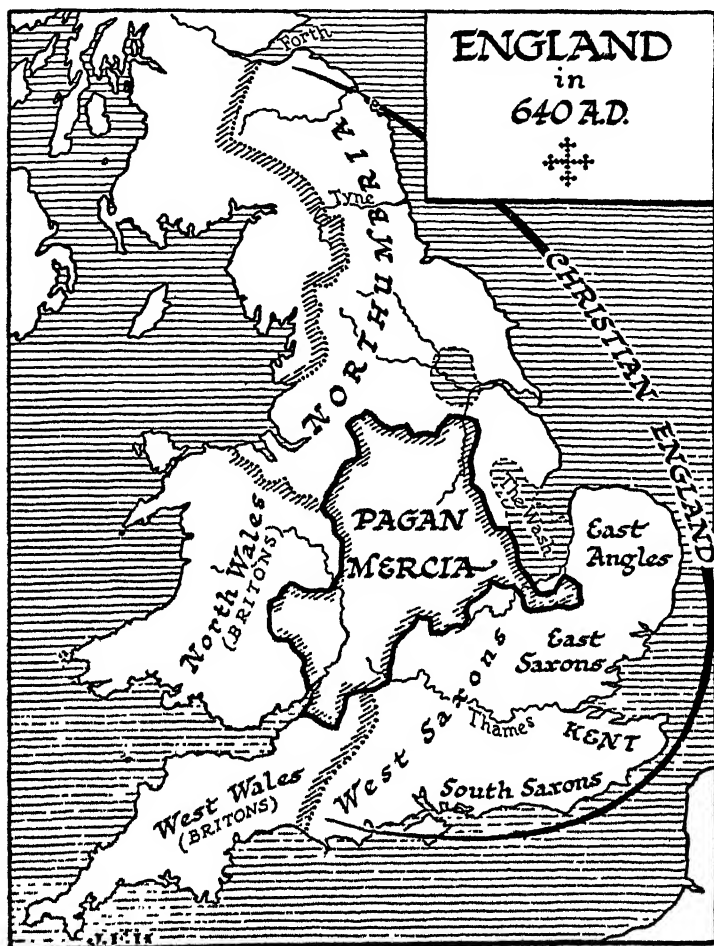 ENGLAND
in
640 A.D.
Forth
Tyne
NORTHUMBRIA
CHRISTIAN ENGLAND
The Wash
PAGAN
MERCIA
East
Angles
North Wales
(BRITONS)
East
Saxons
West Saxons
Thames
KENT
South Saxons
West Wales
(BRITONS)